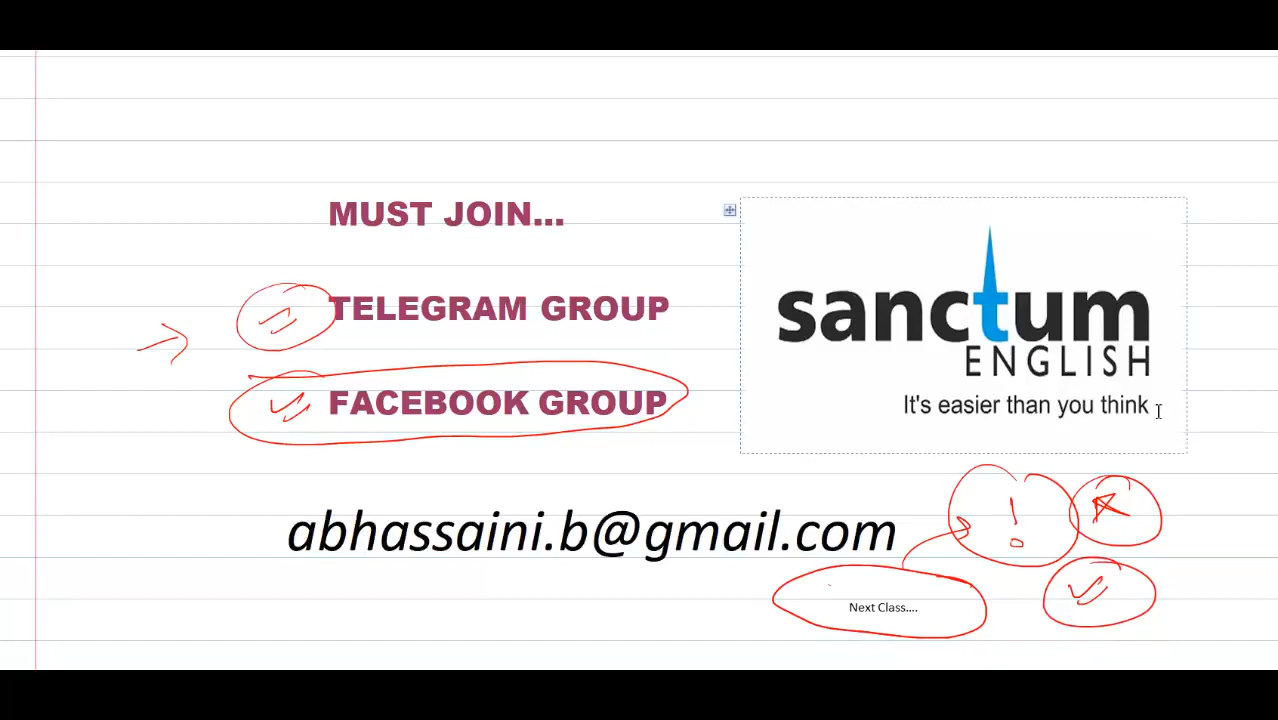 MUST JOIN...
TELEGRAM GROUP
FACEBOOK GROUP
sanctum
ENGLISH
It's easier than you think
abhassaini.b@gmail.com
Next Class....
!